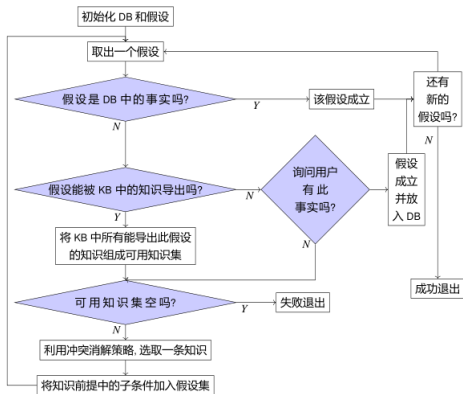 初始化 DB 和假设
取出一个假设
假设是 DB 中的事实吗?
Y
N
该假设成立
还有
新的
假设吗?
N
假设能被 KB 中的知识导出吗?
N
Y
询问用户
有 此
事实吗?
N
假设
成立
并放
入 DB
将 KB 中所有能导出此假设
的知识组成可用知识集
可用知识集空吗?
Y
N
失败退出
成功退出
利用冲突消解策略, 选取一条知识
将知识前提中的子条件加入假设集